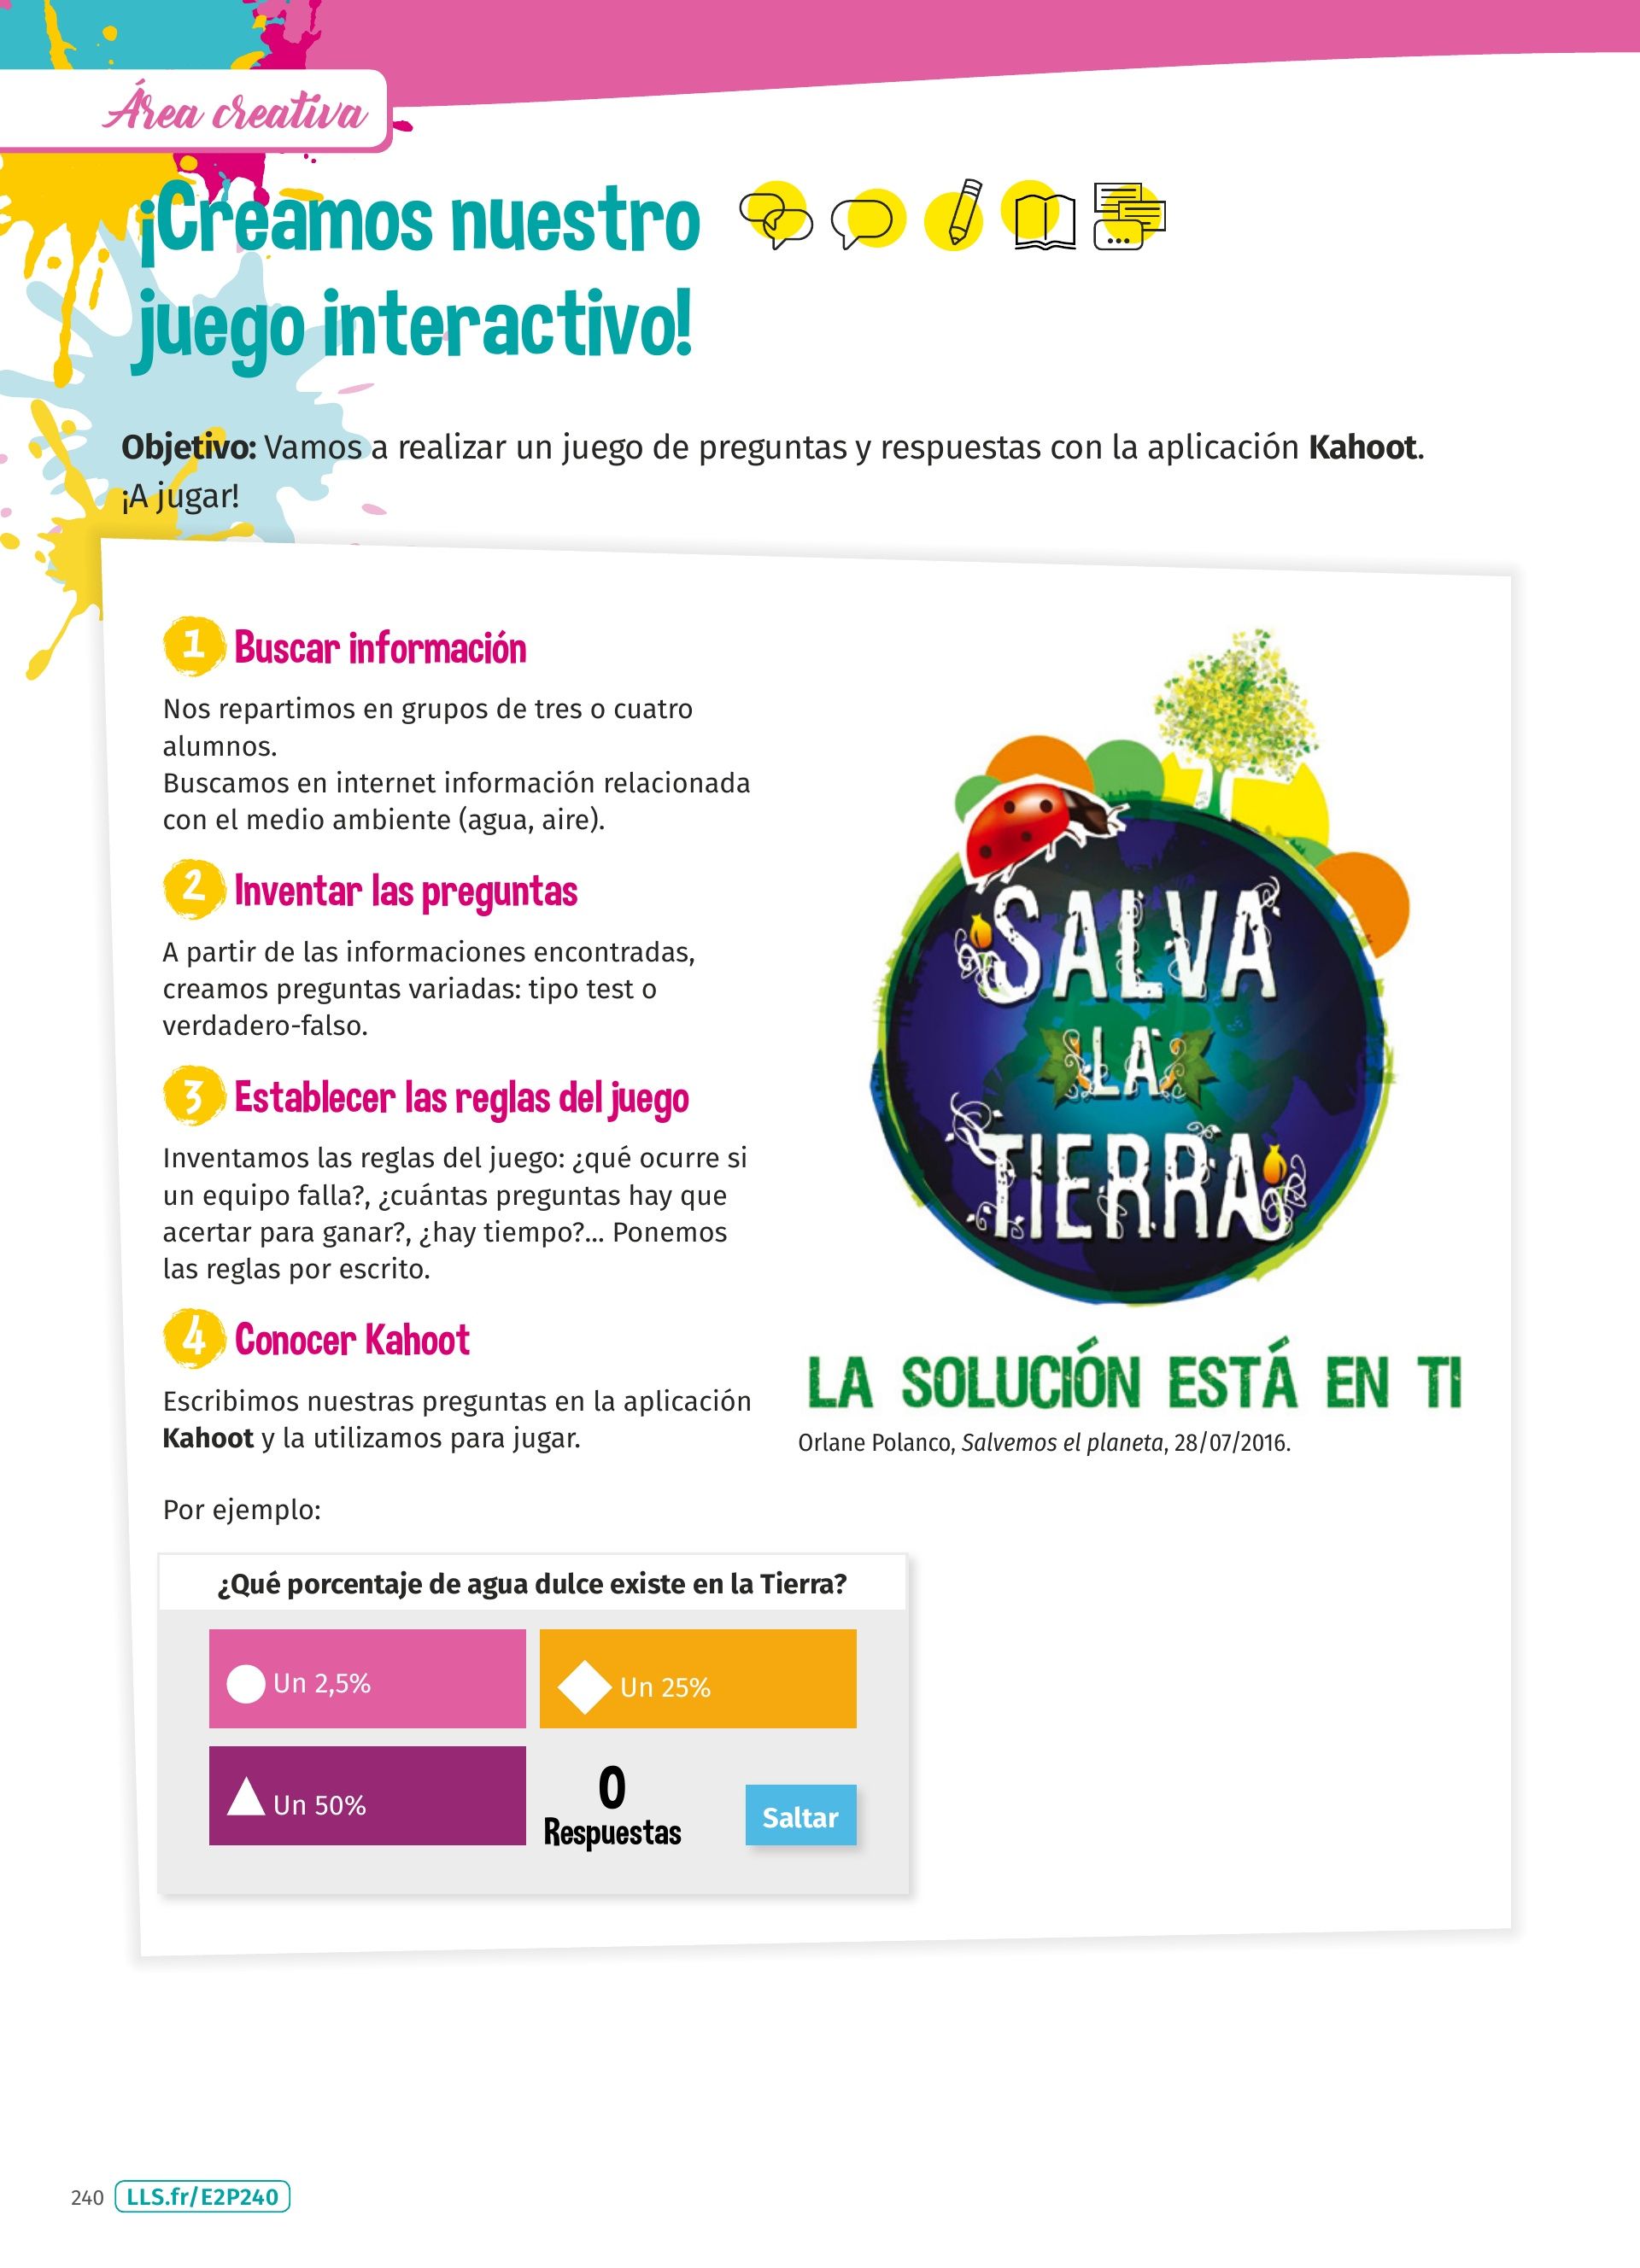 Área creativa
¡Creamos nuestro
juego interactivo!
Objetivo: Vamos a realizar un juego de preguntas y respuestas con la aplicación Kahoot.
¡A jugar!
1 Buscar información
Nos repartimos en grupos de tres o cuatro
alumnos.
Buscamos en internet información relacionada
con el medio ambiente (agua, aire).
2 Inventar las preguntas
A partir de las informaciones encontradas,
creamos preguntas variadas: tipo test o
verdadero-falso.
3 Establecer las reglas del juego
Inventamos las reglas del juego: ¿qué ocurre si
un equipo falla?, ¿cuántas preguntas hay que
acertar para ganar?, ¿hay tiempo?... Ponemos
las reglas por escrito.
4 Conocer Kahoot
Escribimos nuestras preguntas en la aplicación
Kahoot y la utilizamos para jugar.
Por ejemplo:
¿Qué porcentaje de agua dulce existe en la Tierra?
Un 2,5%
Un 25%
Un 50%
0
Respuestas
Saltar
SALVA
LA
TIERRA
LA SOLUCIÓN ESTÁ EN TI
Orlane Polanco, Salvemos el planeta, 28/07/2016.
240 LLS.fr/E2P240